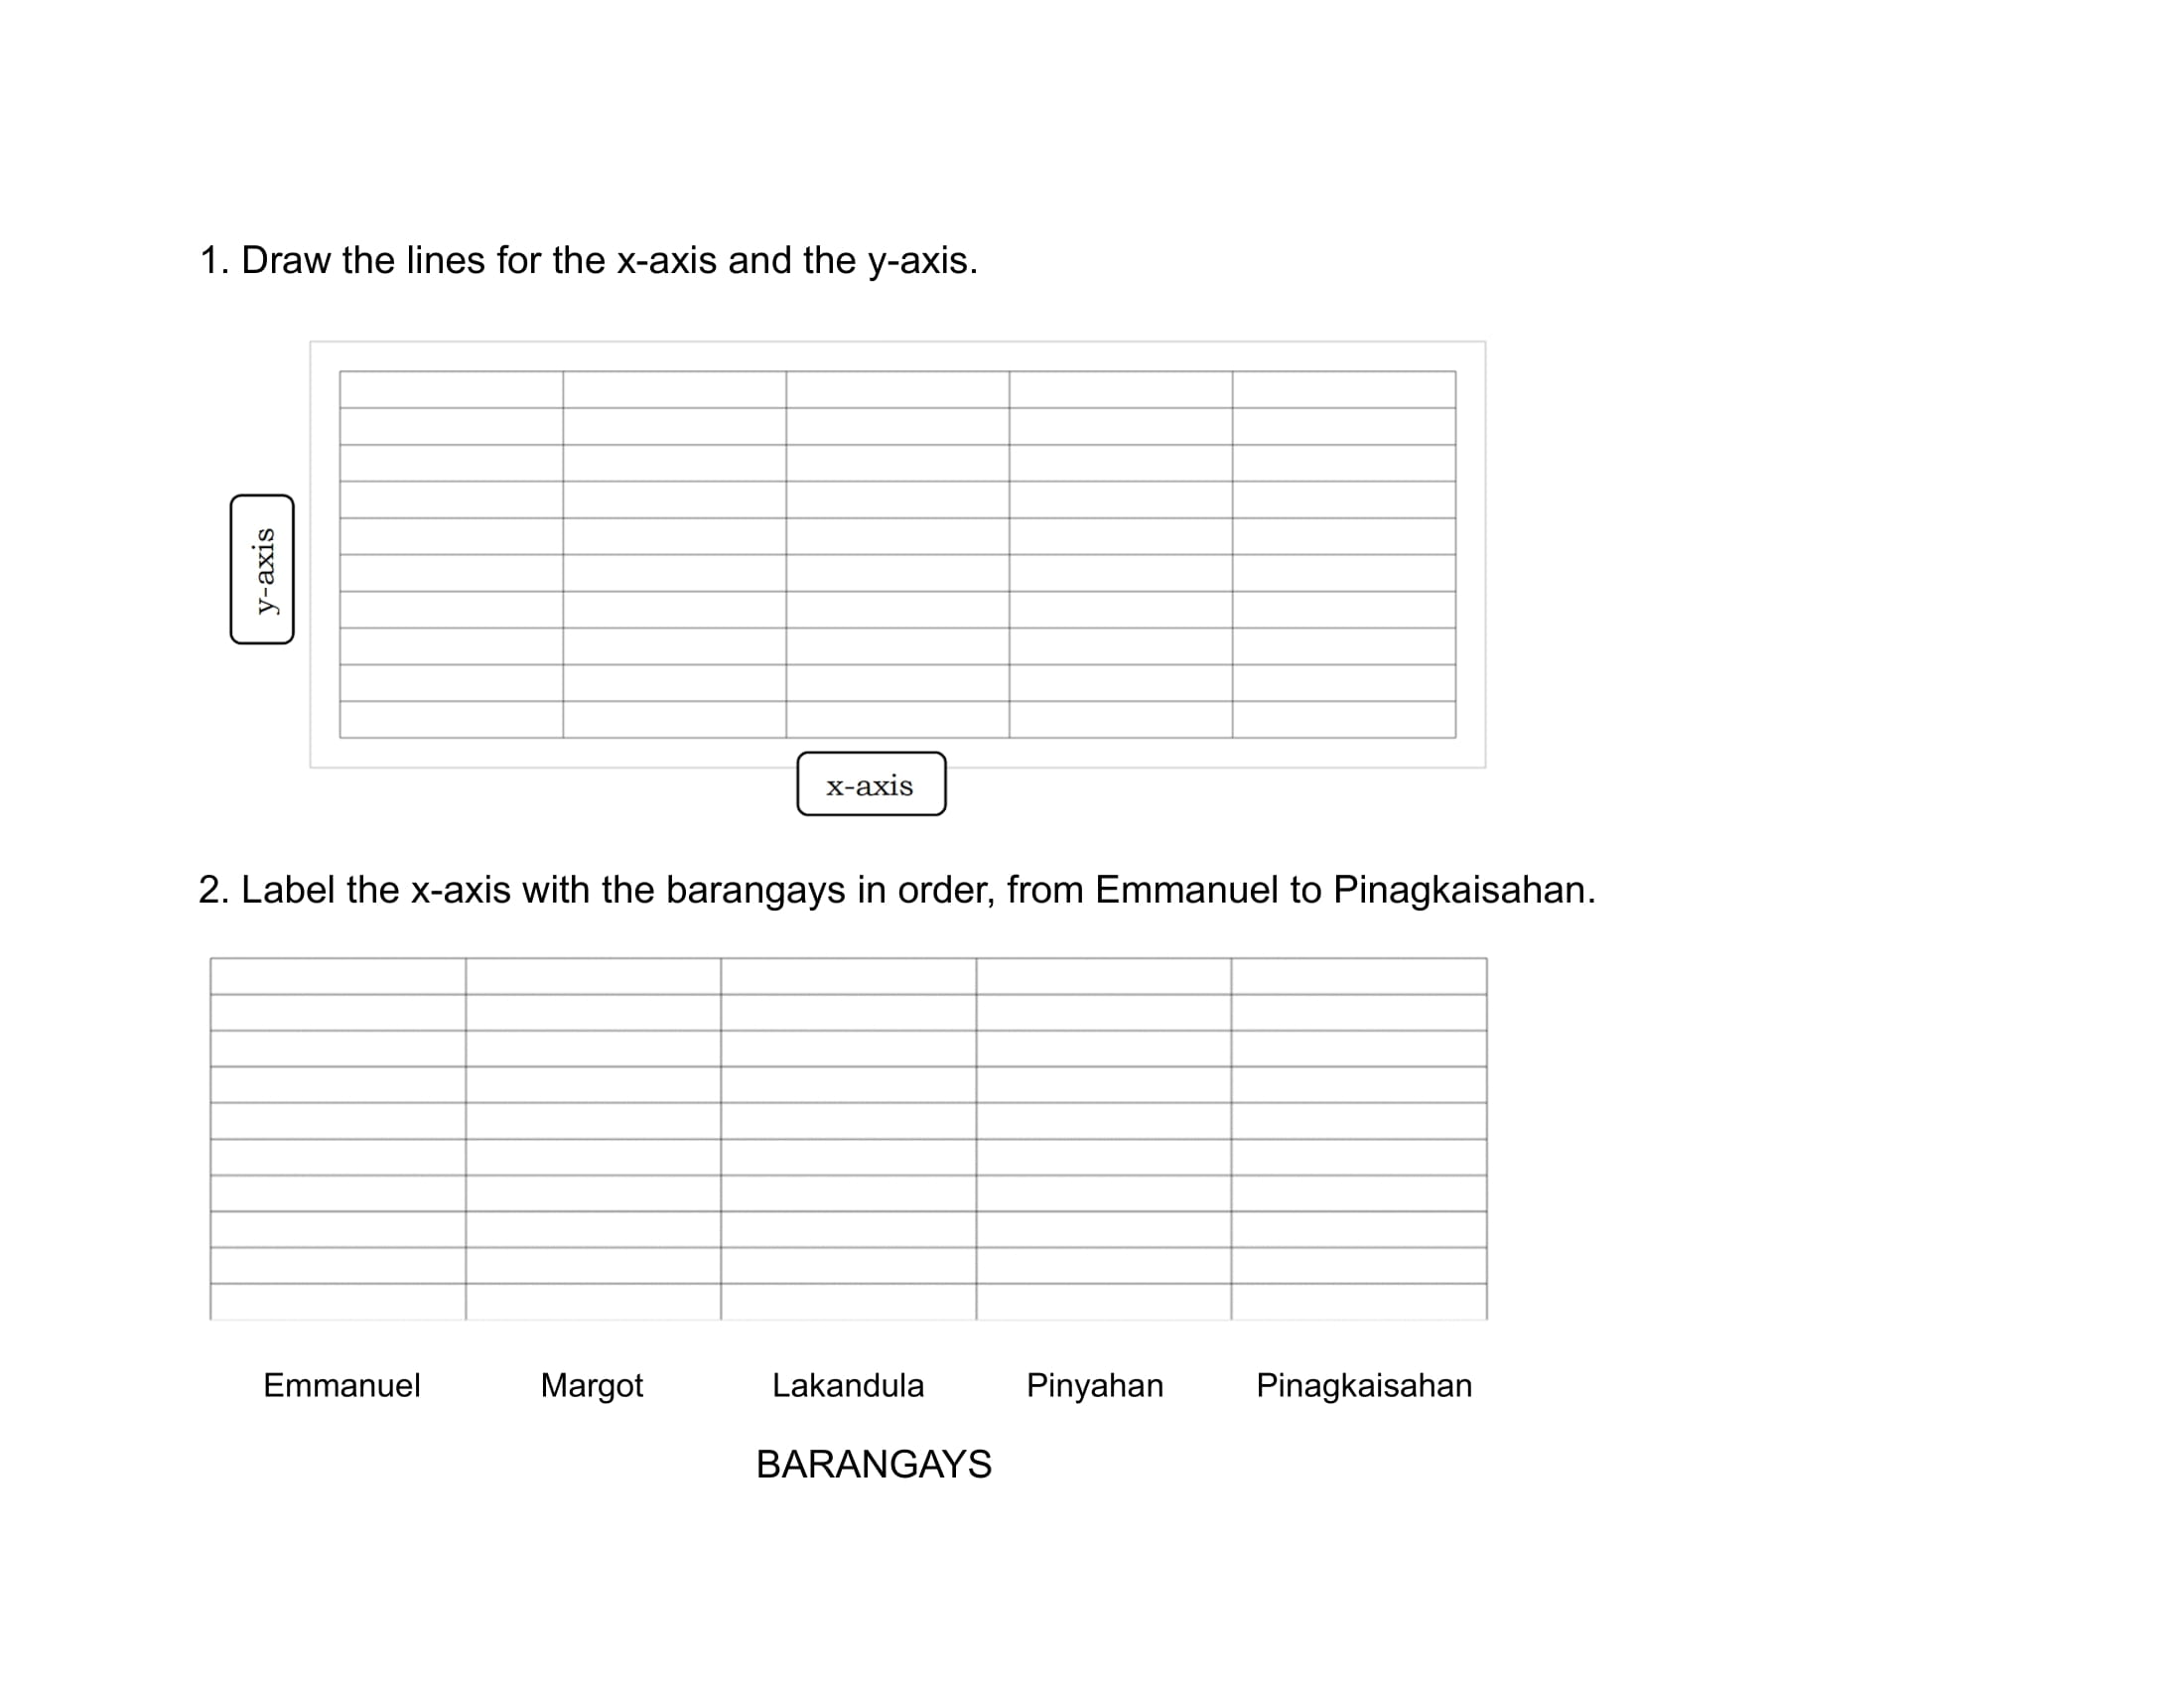 1. Draw the lines for the x-axis and the y-axis.
y-axis
x-axis
2. Label the x-axis with the barangays in order, from Emmanuel to Pinagkaisahan.
Emmanuel Margot Lakandula Pinyahan Pinagkaisahan
BARANGAYS